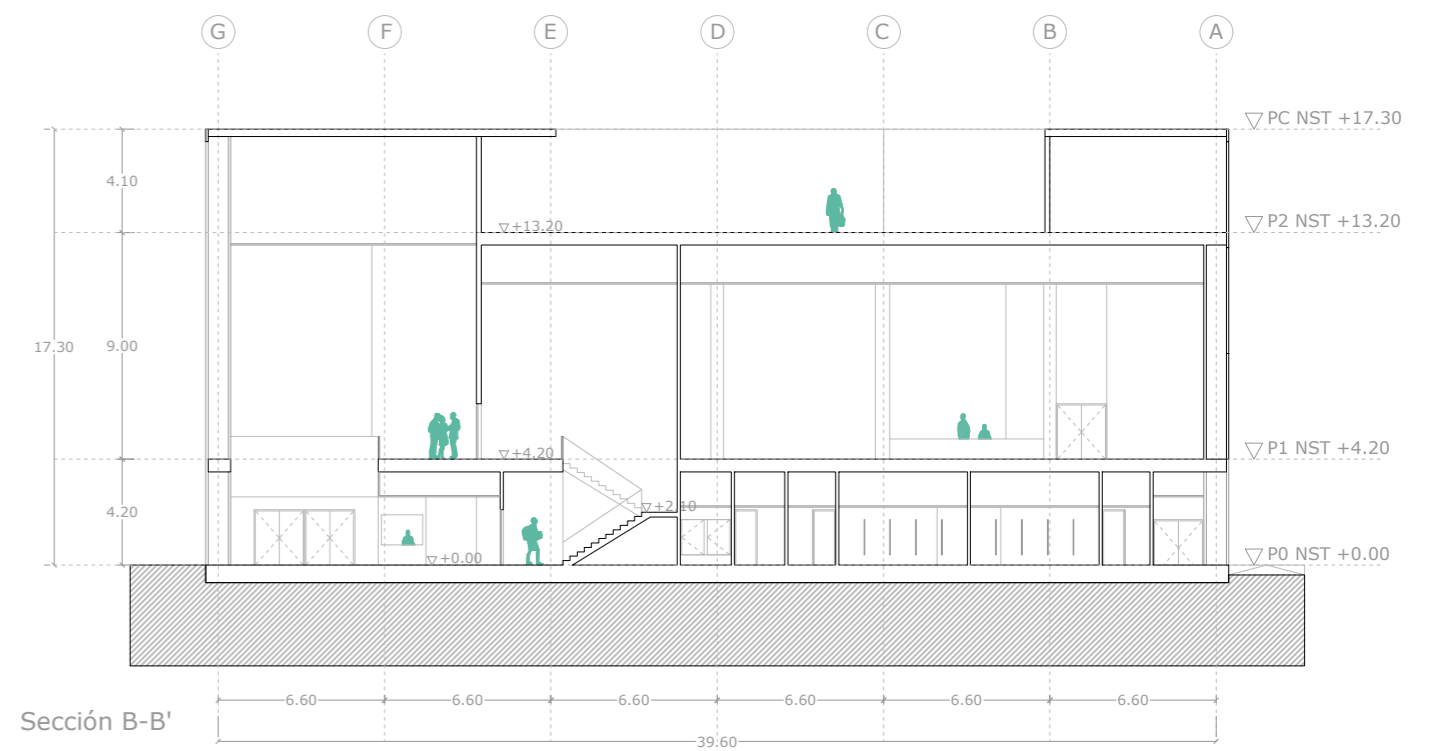 G F E D C B A
PC NST +17.30
4.10
P2 NST +13.20
+13.20
17.30 9.00
P1 NST +4.20
+4.20
4.20
+2.10
P0 NST +0.00
+0.00
6.60 6.60 6.60 6.60 6.60 6.60
Sección B-B'
39.60